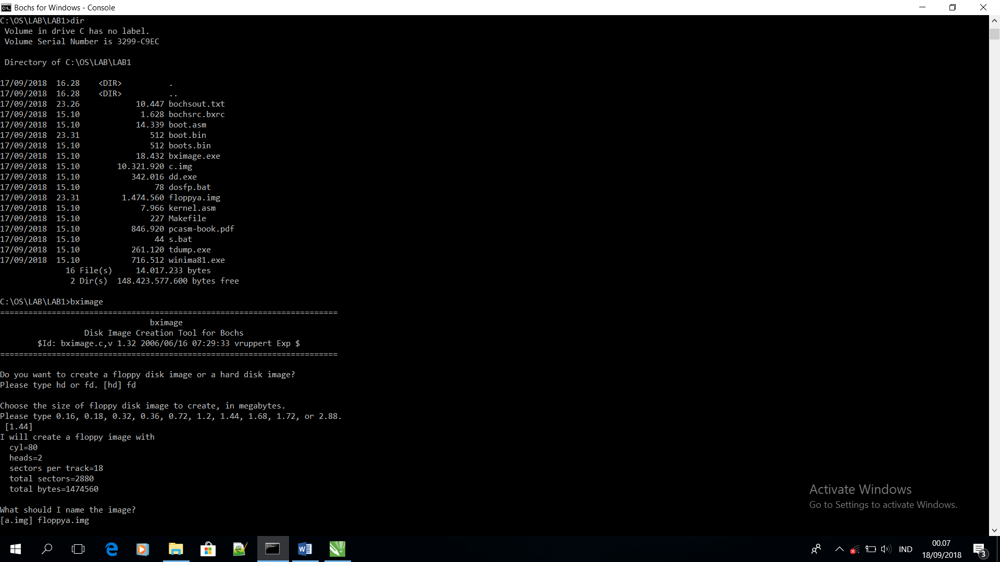 Bochs for Windows - Console
C:\OS\LAB\LAB1>dir
 Volume in drive C has no label.
 Volume Serial Number is 3299-C9EC
 Directory of C:\OS\LAB\LAB1
17/09/2018  16.28    <DIR>          .
17/09/2018  16.28    <DIR>          ..
17/09/2018  23.26            10.447 bochsout.txt
17/09/2018  15.10             1.628 bochsrc.bxrc
17/09/2018  15.10            14.339 boot.asm
17/09/2018  23.31               512 boot.bin
17/09/2018  15.10               512 boots.bin
17/09/2018  15.10            18.432 bximage.exe
17/09/2018  15.10        10.321.920 c.img
17/09/2018  15.10           342.016 dd.exe
17/09/2018  15.10                78 dosfp.bat
17/09/2018  23.31         1.474.560 floppya.img
17/09/2018  15.10             7.966 kernel.asm
17/09/2018  15.10               227 Makefile
17/09/2018  15.10           846.920 pcasm-book.pdf
17/09/2018  15.10                44 s.bat
17/09/2018  15.10           261.120 tdump.exe
17/09/2018  15.10           716.512 winima81.exe
              16 File(s)     14.017.233 bytes
               2 Dir(s)  148.423.577.600 bytes free
C:\OS\LAB\LAB1>bximage
========================================================================
                                bximage
                  Disk Image Creation Tool for Bochs
        $Id: bximage.c,v 1.32 2006/06/16 07:29:33 vruppert Exp $
========================================================================
Do you want to create a floppy disk image or a hard disk image?
Please type hd or fd. [hd] fd
Choose the size of floppy disk image to create, in megabytes.
Please type 0.16, 0.18, 0.32, 0.36, 0.72, 1.2, 1.44, 1.68, 1.72, or 2.88.
 [1.44]
I will create a floppy image with
  cyl=80
  heads=2
  sectors per track=18
  total sectors=2880
  total bytes=1474560
What should I name the image?
[a.img] floppya.img
Activate Windows
Go to Settings to activate Windows.
IND
00.07
18/09/2018
3